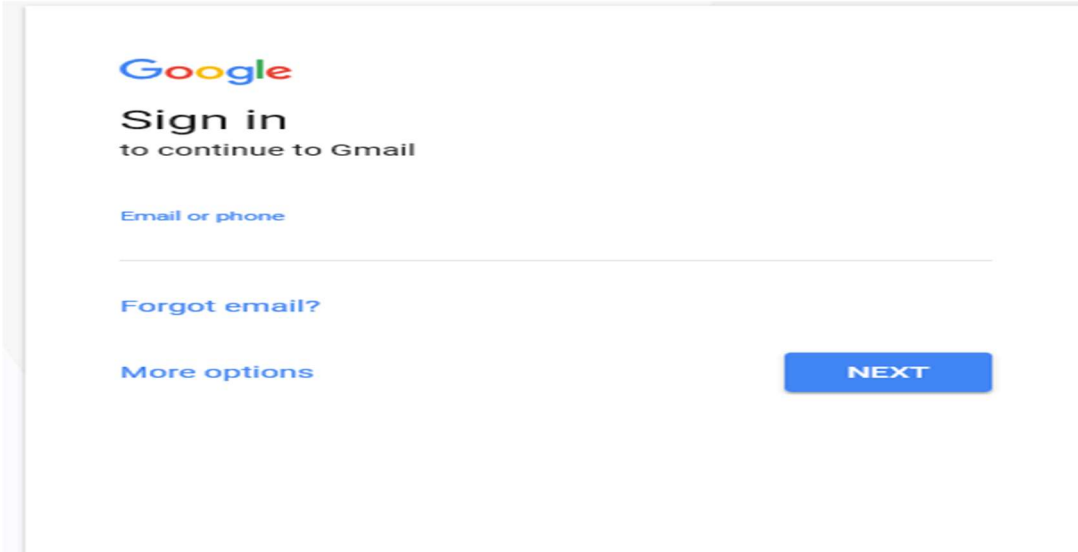 Google
Sign in
to continue to Gmail
Email or phone
Forgot email?
More options
NEXT